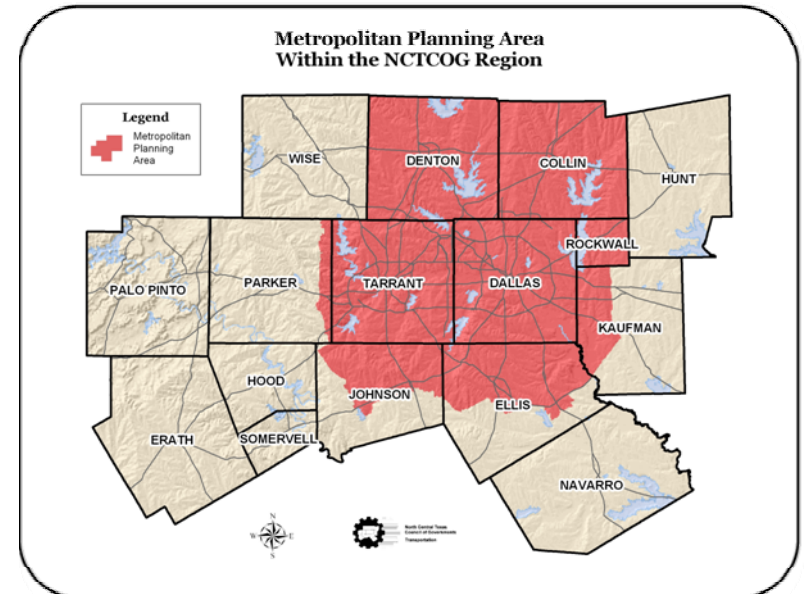 Metropolitan Planning Area
Within the NCTCOG Region
Legend
Metropolitan
Planning
Area
WISE
DENTON
COLLIN
HUNT
ROCKWALL
PALO PINTO
PARKER
TARRANT
DALLAS
KAUFMAN
HOOD
JOHNSON
ELLIS
ERATH
SOMERVELL
NAVARRO
N
W
E
S
North Central Texas
Council of Governments
Transportation